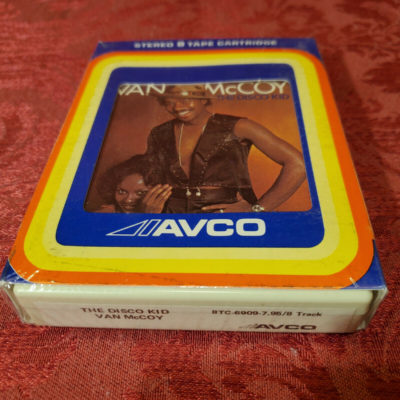 STEREO 8 TAPE CARTRIDGE
VAN McCOY
THE DISCO KID
AVCO
THE DISCO KID
VAN McCOY
8TC-6909-7.95/8 Track
AVCO